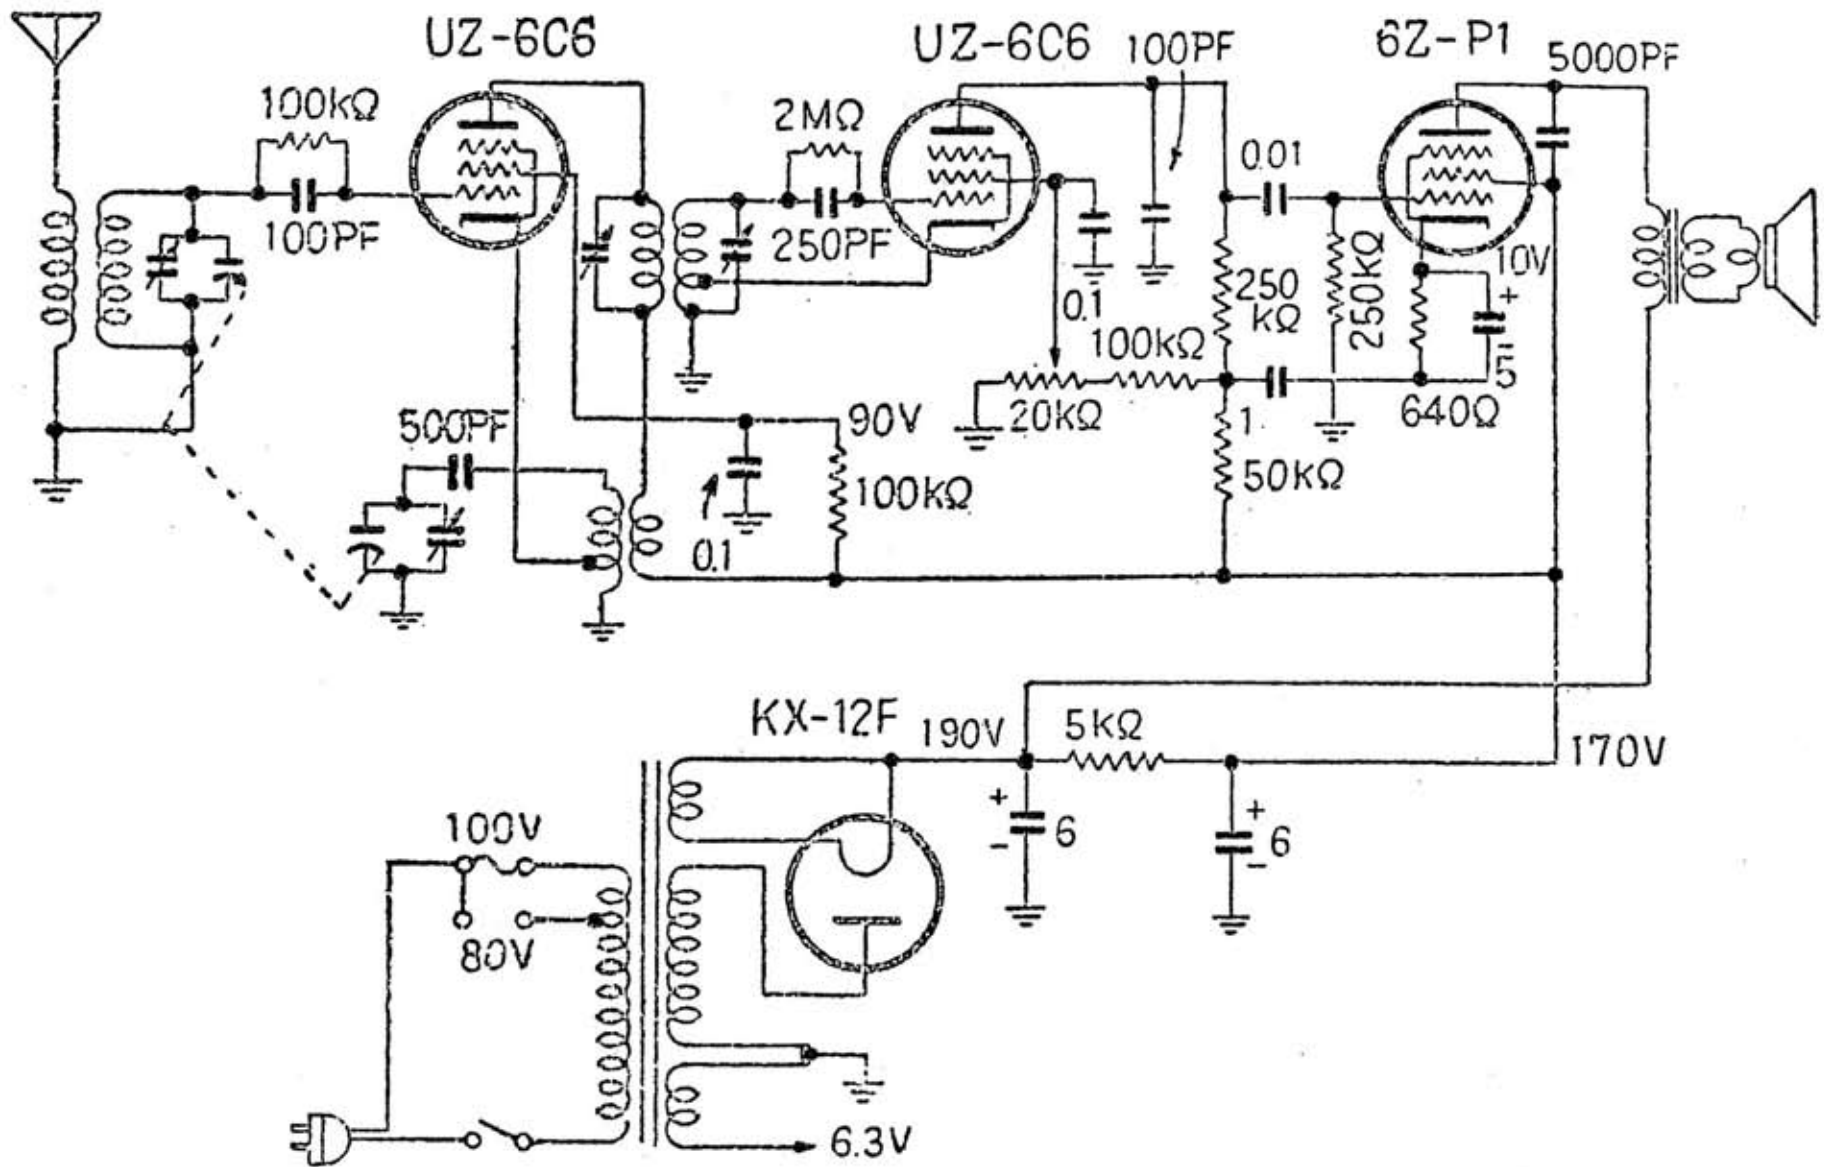 UZ-6C6
UZ-6C6
100PF
6Z-P1
5000PF
100kΩ
2MΩ
0.01
100PF
250PF
10V
+
250
kΩ
250kΩ
0.1
100kΩ
-
5
20kΩ
640Ω
500PF
90V
1
100kΩ
50kΩ
0.1
KX-12F
190V
5kΩ
170V
100V
+
6
-
+
6
-
80V
6.3V